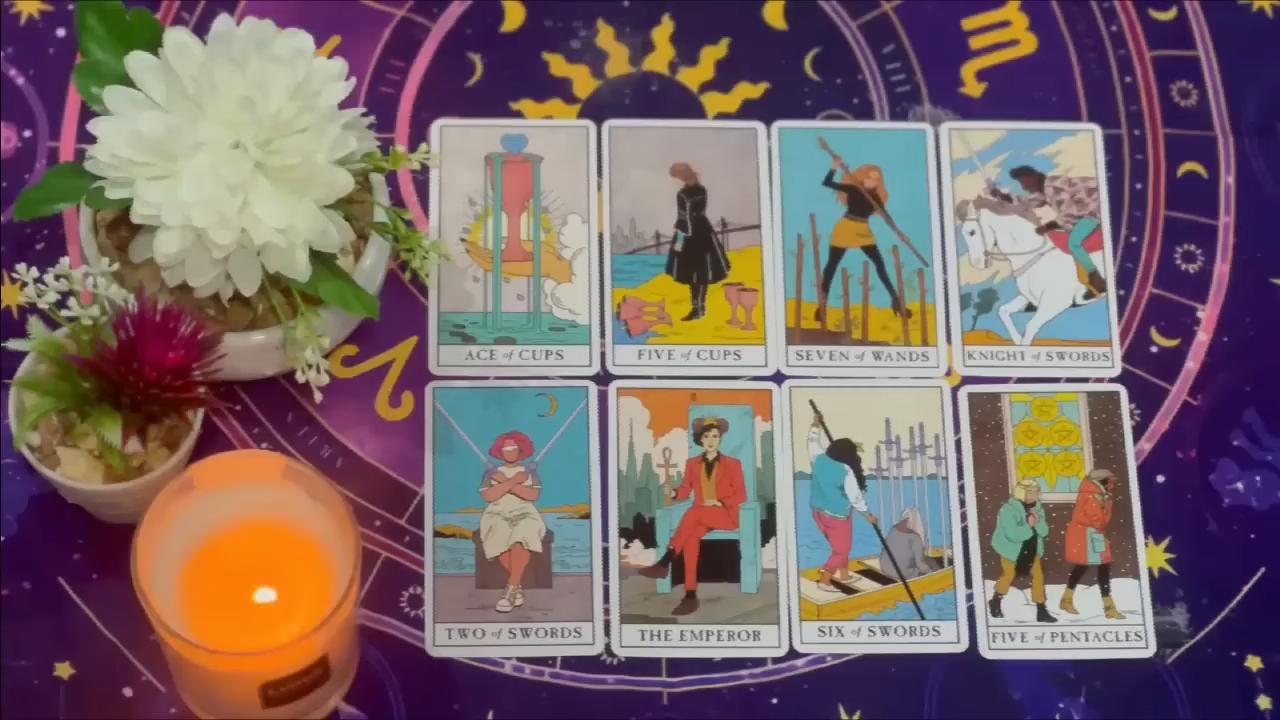 ACE of CUPS
FIVE of CUPS
SEVEN of WANDS
KNIGHT of SWORDS
TWO of SWORDS
THE EMPEROR
SIX of SWORDS
FIVE of PENTACLES